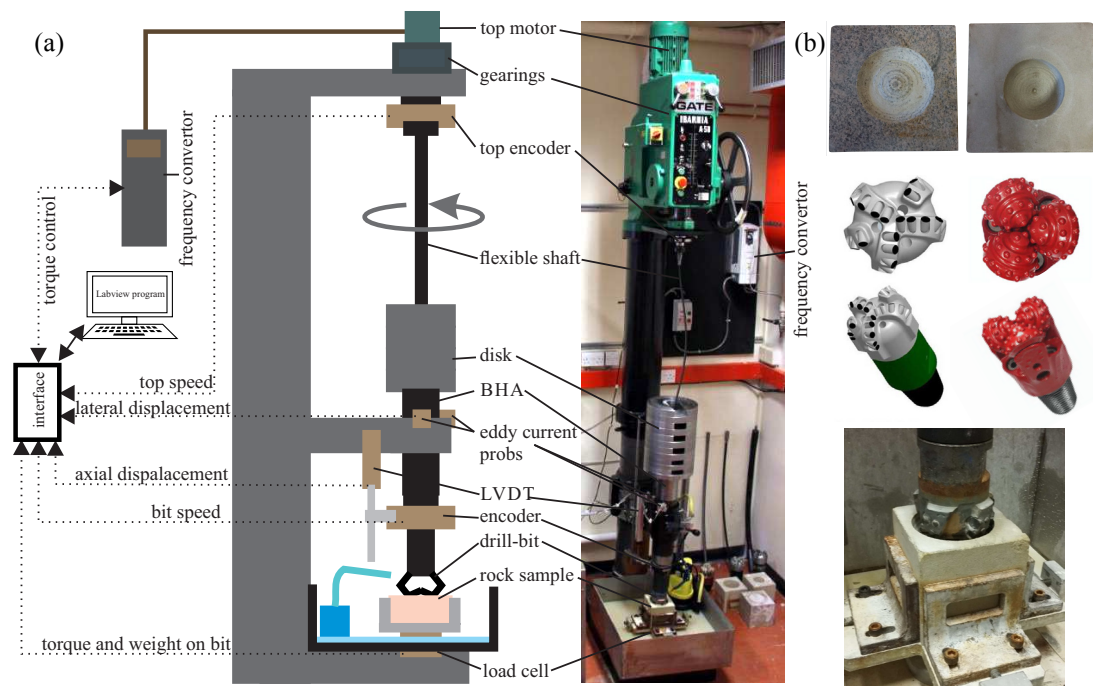 (a)
top motor
gearings
top encoder
flexible shaft
disk
BHA
eddy current
probs
LVDT
encoder
drill-bit
rock sample
load cell
frequency convertor
torque control
Labview program
interface
top speed
lateral displacement
axial dispalacement
bit speed
torque and weight on bit
GATE
IBARMIA
A-50
frequency convertor
(b)